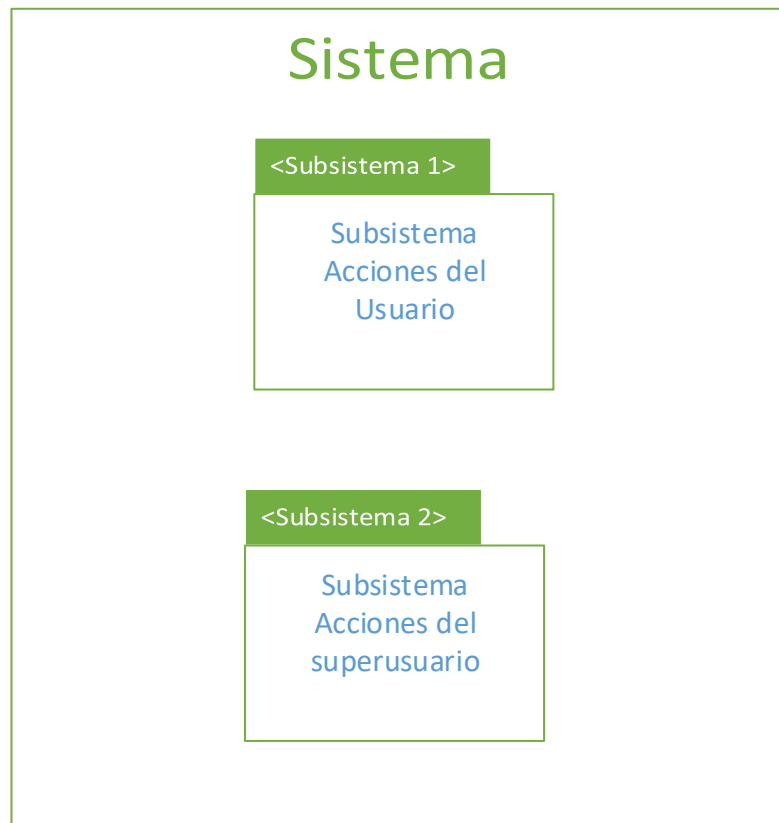 Sistema
<Subsistema 1>
Subsistema
Acciones del
Usuario
<Subsistema 2>
Subsistema
Acciones del
superusuario